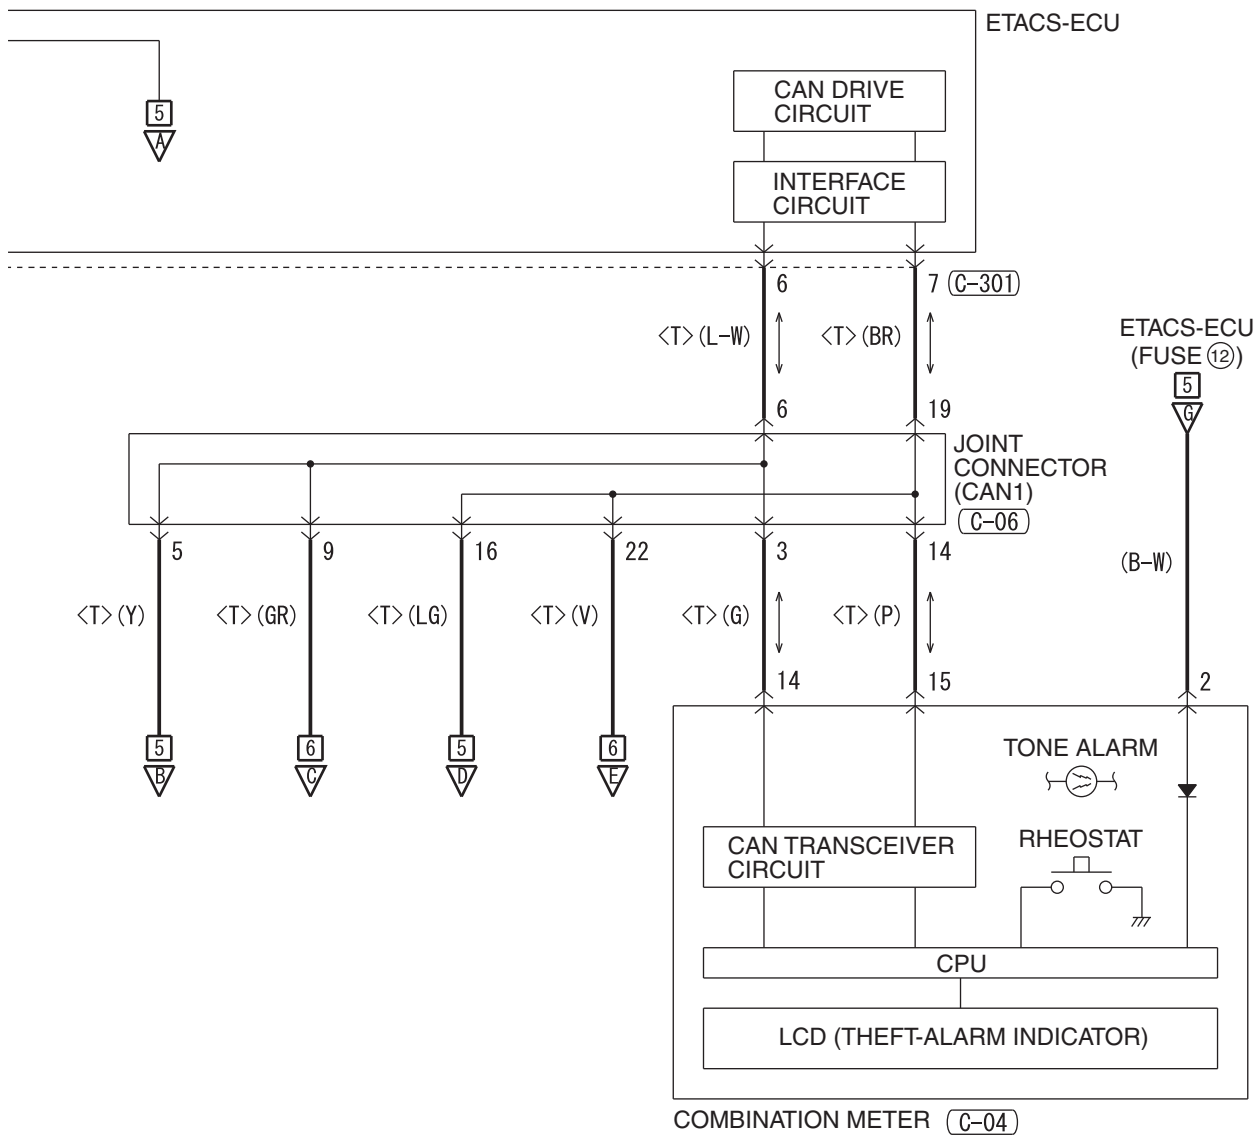 ETACS-ECU
CAN DRIVE
CIRCUIT
5
A
INTERFACE
CIRCUIT
6
7 C-301
<T>(L-W)
<T>(BR)
ETACS-ECU
(FUSE 12)
5
G
6
19
JOINT
CONNECTOR
(CAN1)
C-06
5
9
16
22
3
14
(B-W)
<T>(Y)
<T>(GR)
<T>(LG)
<T>(V)
<T>(G)
<T>(P)
14
15
2
5
B
6
C
5
D
6
E
TONE ALARM
CAN TRANSCEIVER
CIRCUIT
RHEOSTAT
CPU
LCD (THEFT-ALARM INDICATOR)
COMBINATION METER C-04